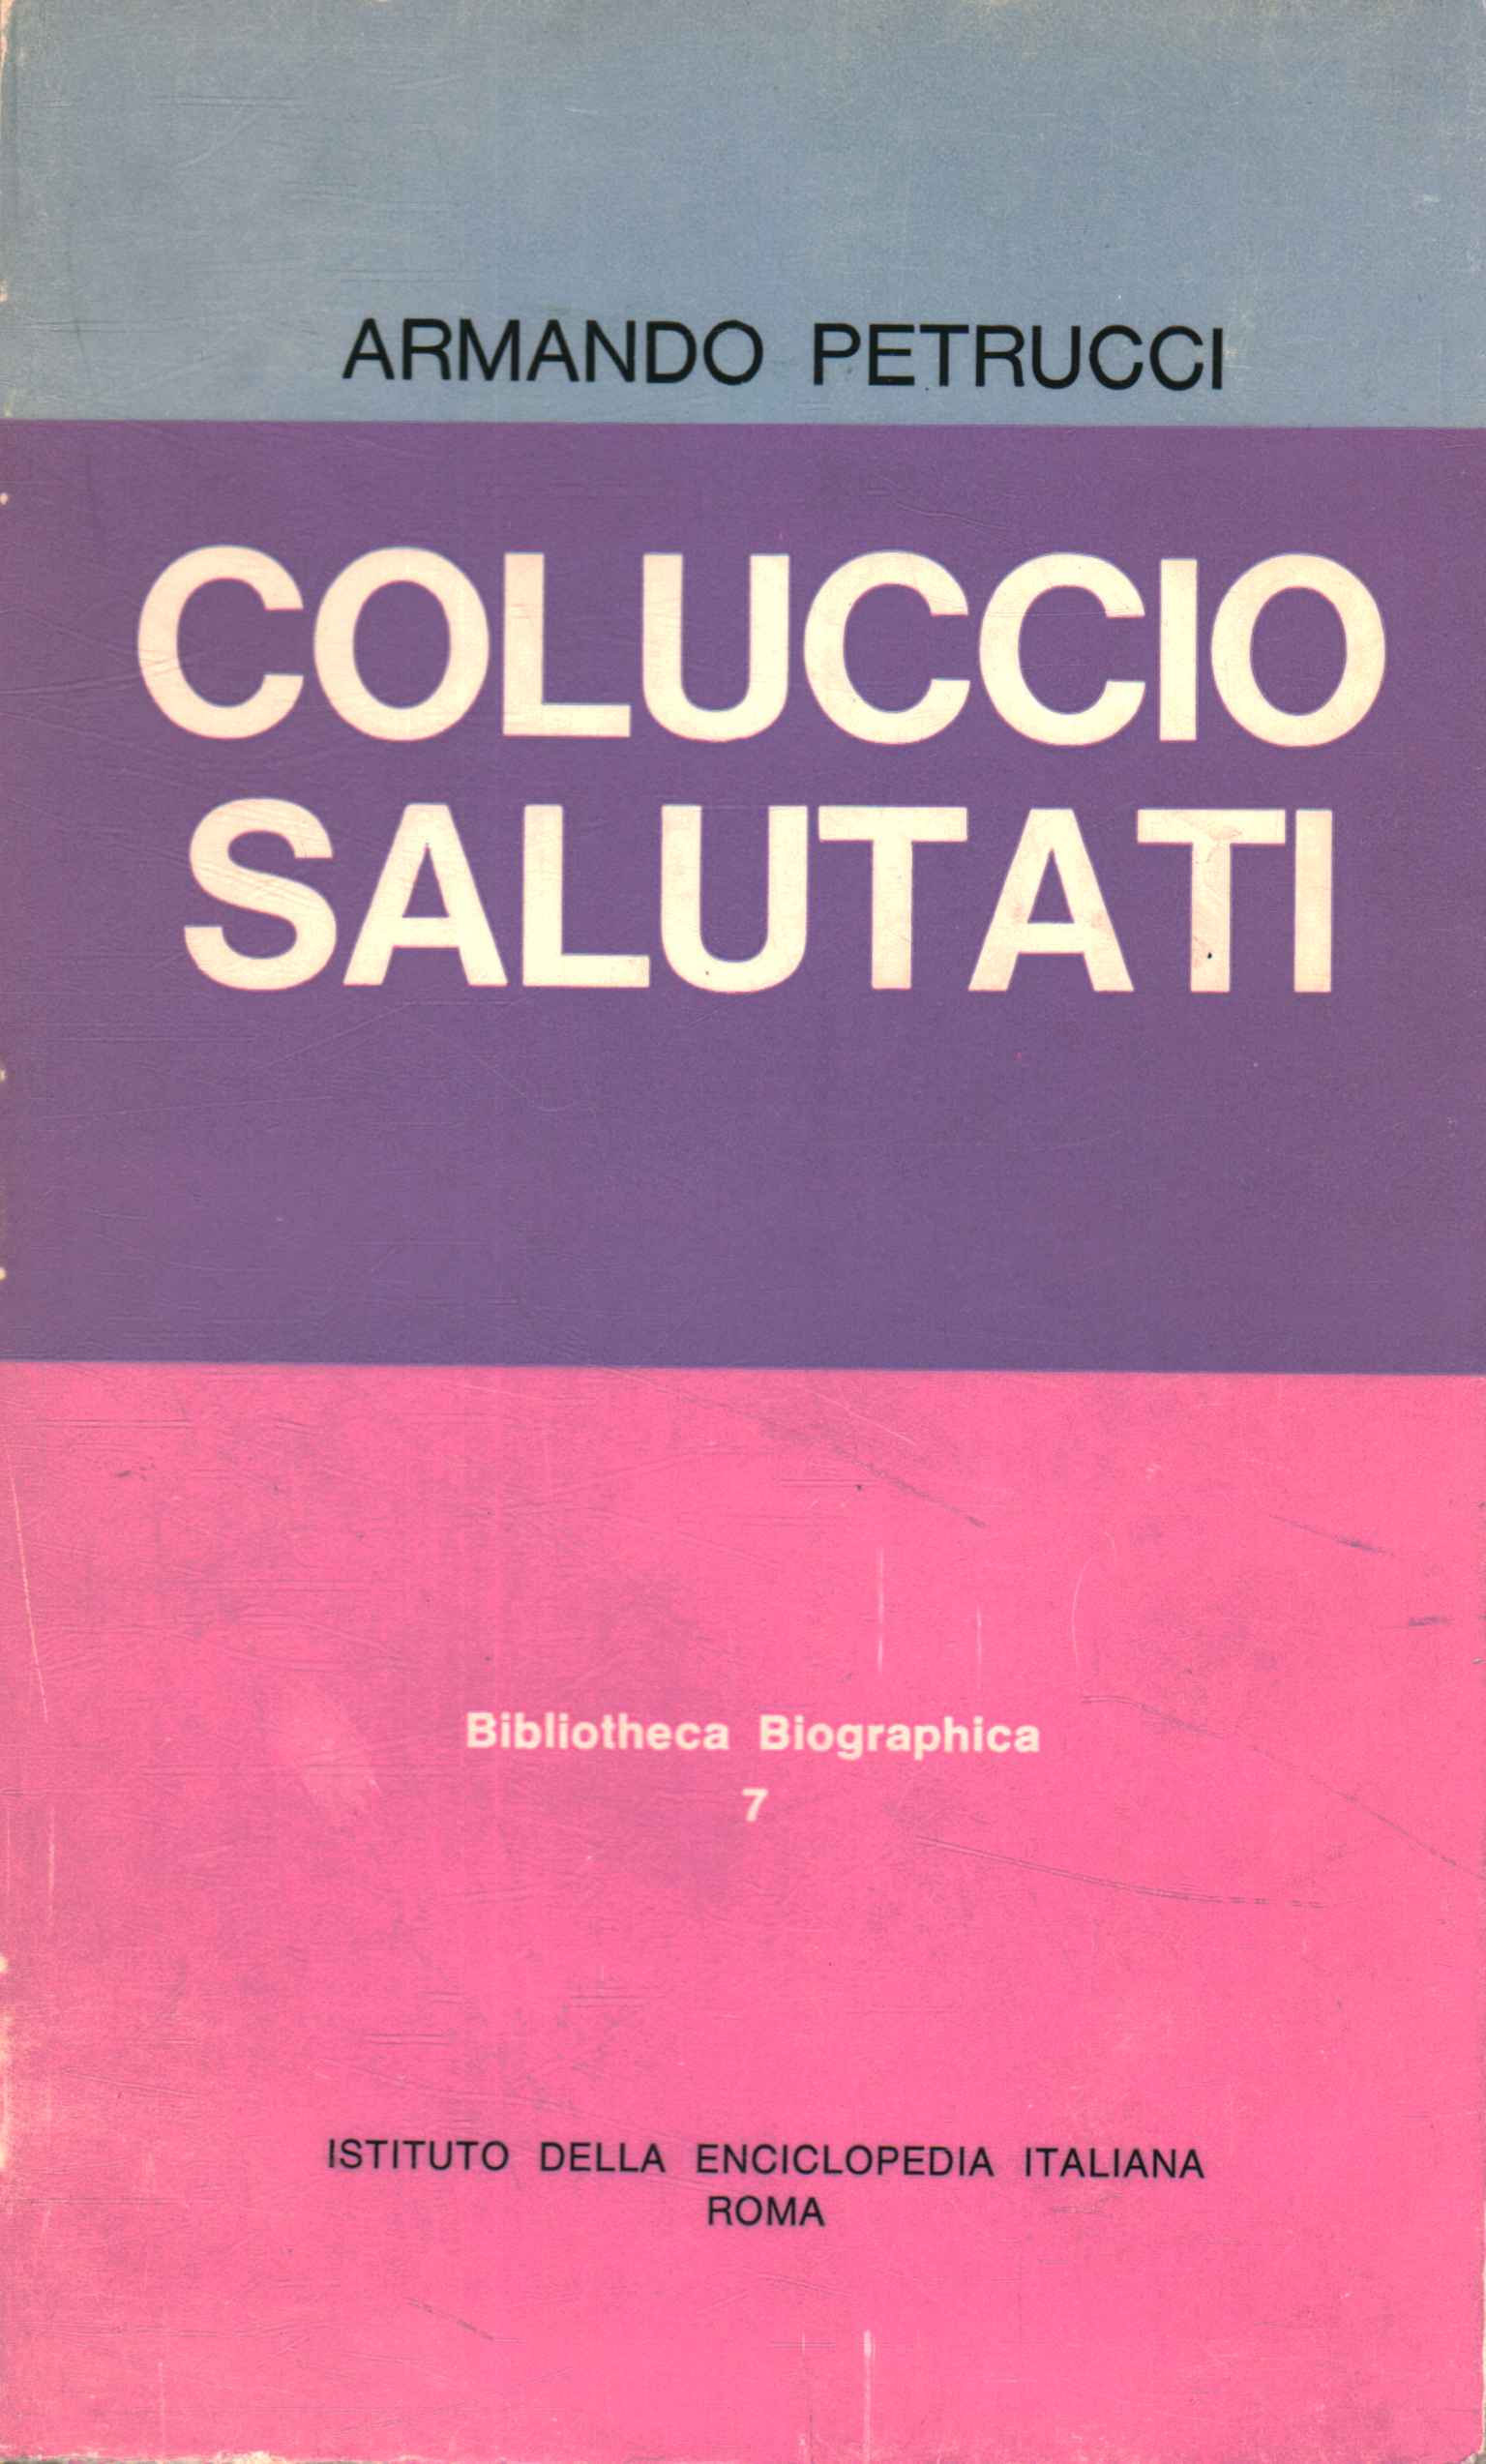 ARMANDO PETRUCCI
COLUCCIO
SALUTATI
Bibliotheca Biographica
7
ISTITUTO DELLA ENCICLOPEDIA ITALIANA
ROMA